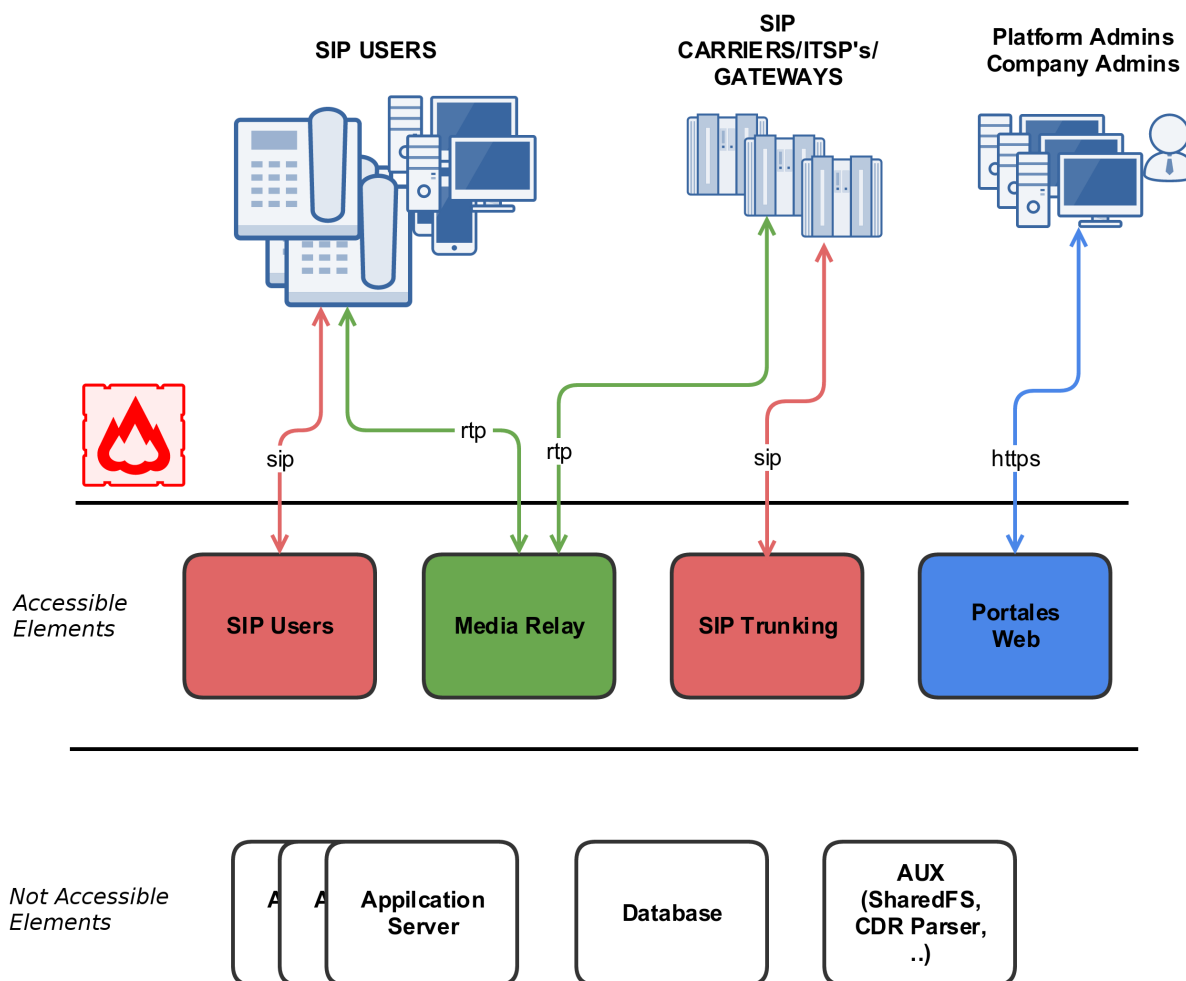 SIP USERS
SIP
CARRIERS/ITSP's/
GATEWAYS
Platform Admins
Company Admins
rtp
sip
rtp
sip
https
Accessible
Elements
SIP Users
Media Relay
SIP Trunking
Portales
Web
Not Accessible
Elements
A
A
Appilcation
Server
Database
AUX
(SharedFS,
CDR Parser,
..)